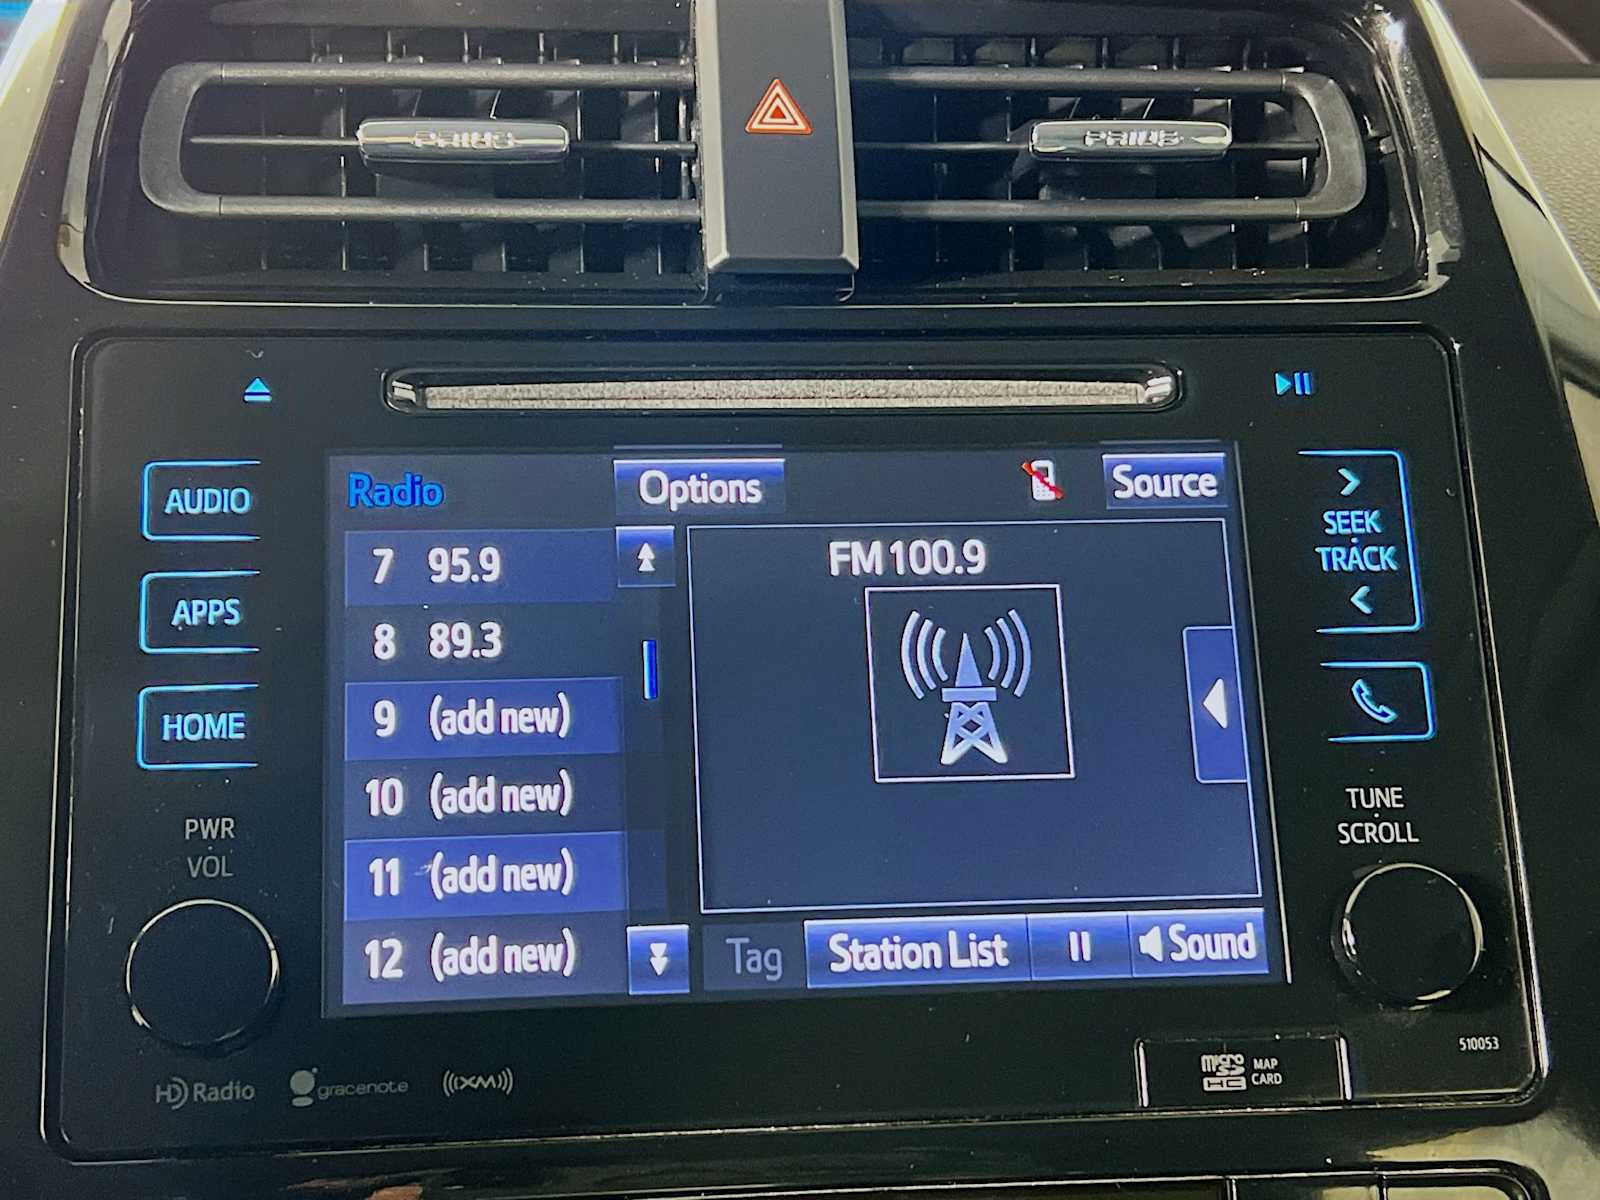 PRIUS
PRIUS
AUDIO
APPS
HOME
PWR
VOL
Radio
Options
Source
7 95.9
8 89.3
9 (add new)
10 (add new)
11 (add new)
12 (add new)
FM 100.9
Tag
Station List
Sound
SEEK
TRACK
TUNE
SCROLL
510053
HD Radio
gracenote
((XM))
micro SD HC
MAP
CARD